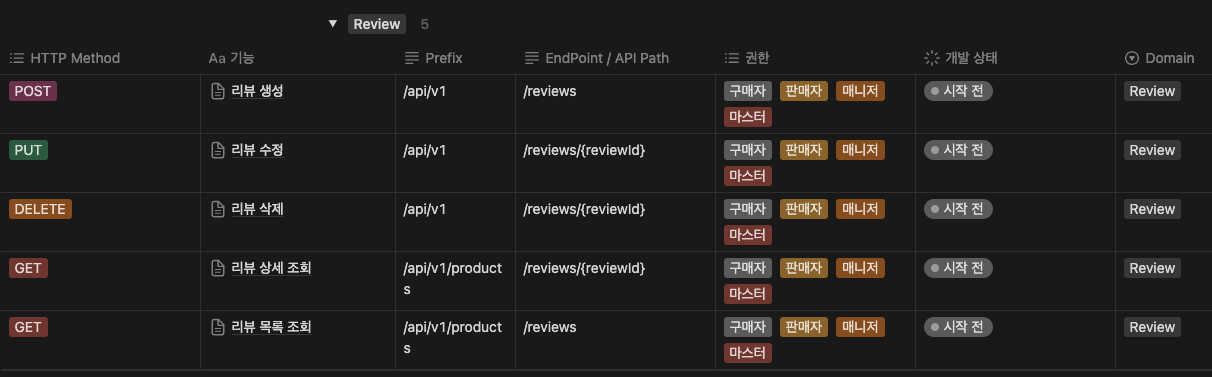 ▼ Review 5
HTTP Method Aa 기능 Prefix EndPoint / API Path 권한 개발 상태 Domain
POST 리뷰 생성 /api/v1 /reviews 구매자 판매자 매니저 시작 전 Review
마스터
PUT 리뷰 수정 /api/v1 /reviews/{reviewId} 구매자 판매자 매니저 시작 전 Review
마스터
DELETE 리뷰 삭제 /api/v1 /reviews/{reviewId} 구매자 판매자 매니저 시작 전 Review
마스터
GET 리뷰 상세 조회 /api/v1/product /reviews/{reviewId} 구매자 판매자 매니저 시작 전 Review
s 마스터
GET 리뷰 목록 조회 /api/v1/product /reviews 구매자 판매자 매니저 시작 전 Review
s 마스터